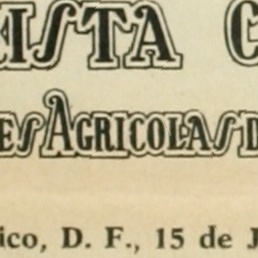 ISTA C
ES AGRICOLAS D
ico, D. F., 15 de J